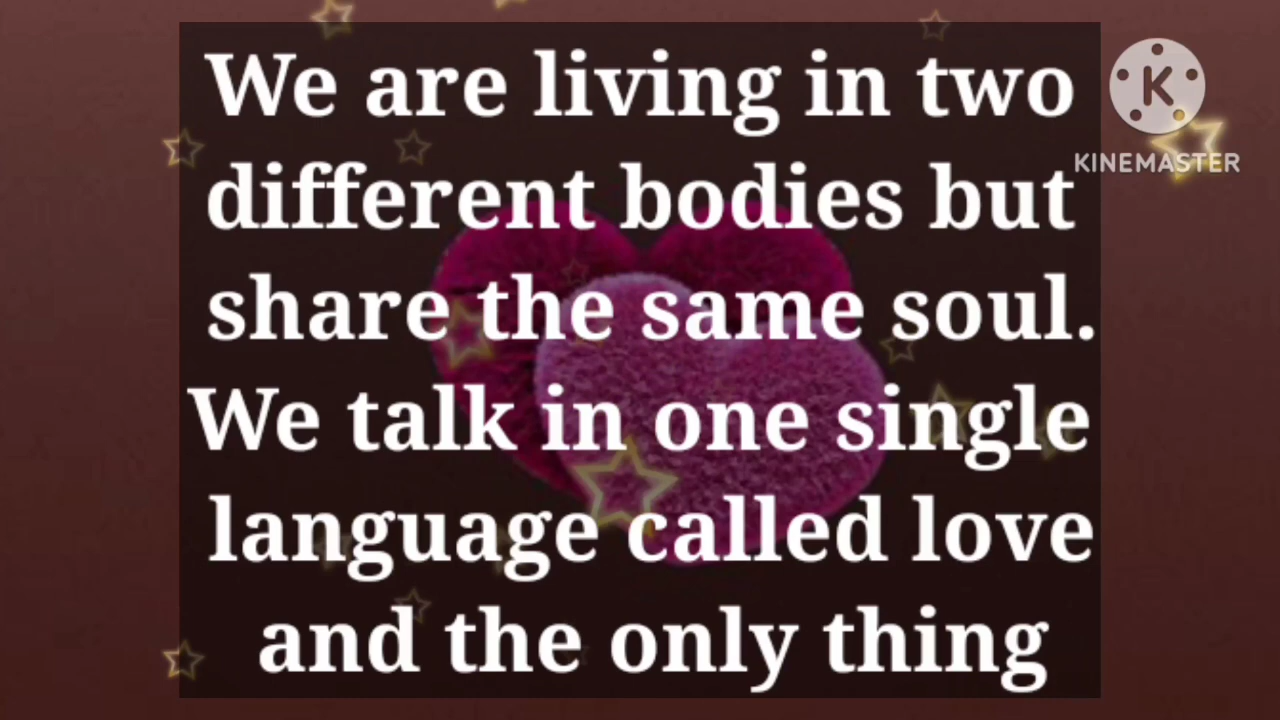 We are living in two
different bodies but
share the same soul.
We talk in one single
language called love
and the only thing
K
KINEMASTER